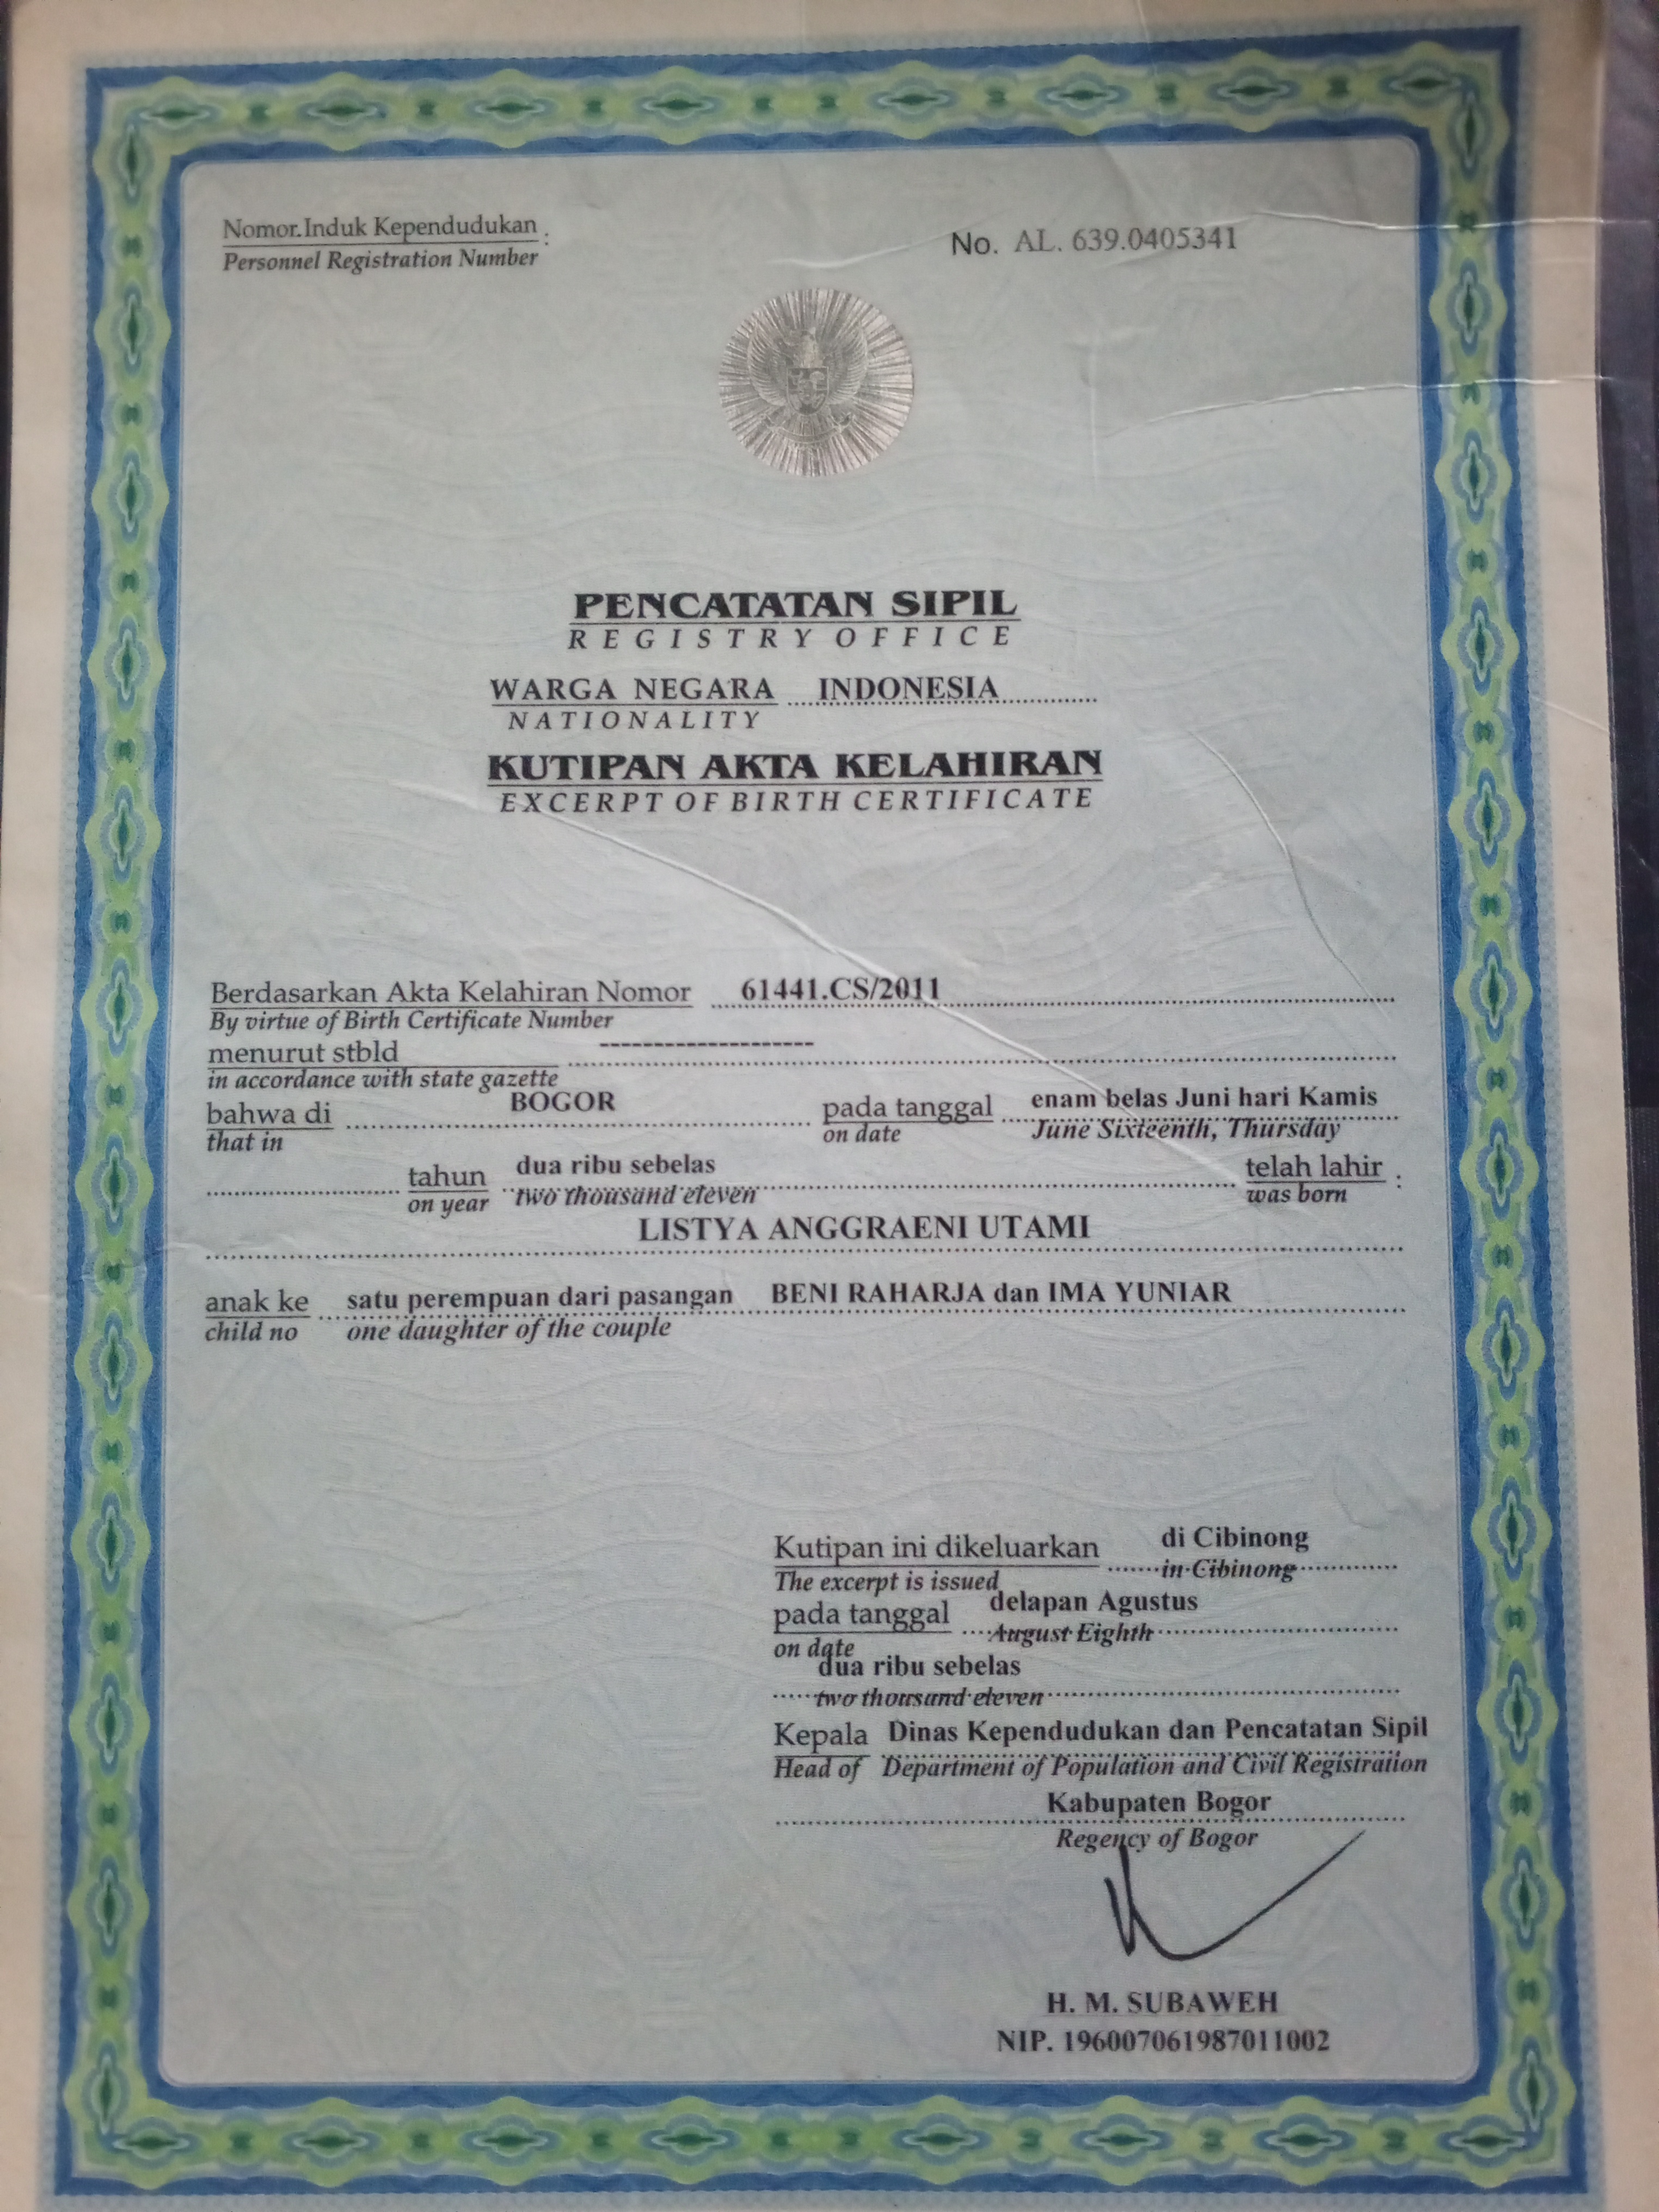 Nomor Induk Kependudukan :
Personnel Registration Number
No. AL. 639.0405341
PENCATATAN SIPIL
REGISTRY OFFICE
WARGA NEGARA INDONESIA
NATIONALITY
KUTIPAN AKTA KELAHIRAN
EXCERPT OF BIRTH CERTIFICATE
Berdasarkan Akta Kelahiran Nomor 61441.CS/2011
By virtue of Birth Certificate Number
menurut stbld -------------------
in accordance with state gazette
bahwa di BOGOR pada tanggal enam belas Juni hari Kamis
that in on date June Sixteenth, Thursday
tahun dua ribu sebelas telah lahir :
on year two thousand eleven was born
LISTYA ANGGRAENI UTAMI
anak ke satu perempuan dari pasangan BENI RAHARJA dan IMA YUNIAR
child no one daughter of the couple
Kutipan ini dikeluarkan di Cibinong
The excerpt is issued in Cibinong
pada tanggal delapan Agustus
on date August Eighth
dua ribu sebelas
two thousand eleven
Kepala Dinas Kependudukan dan Pencatatan Sipil
Head of Department of Population and Civil Registration
Kabupaten Bogor
Regency of Bogor
H. M. SUBAWEH
NIP. 196007061987011002